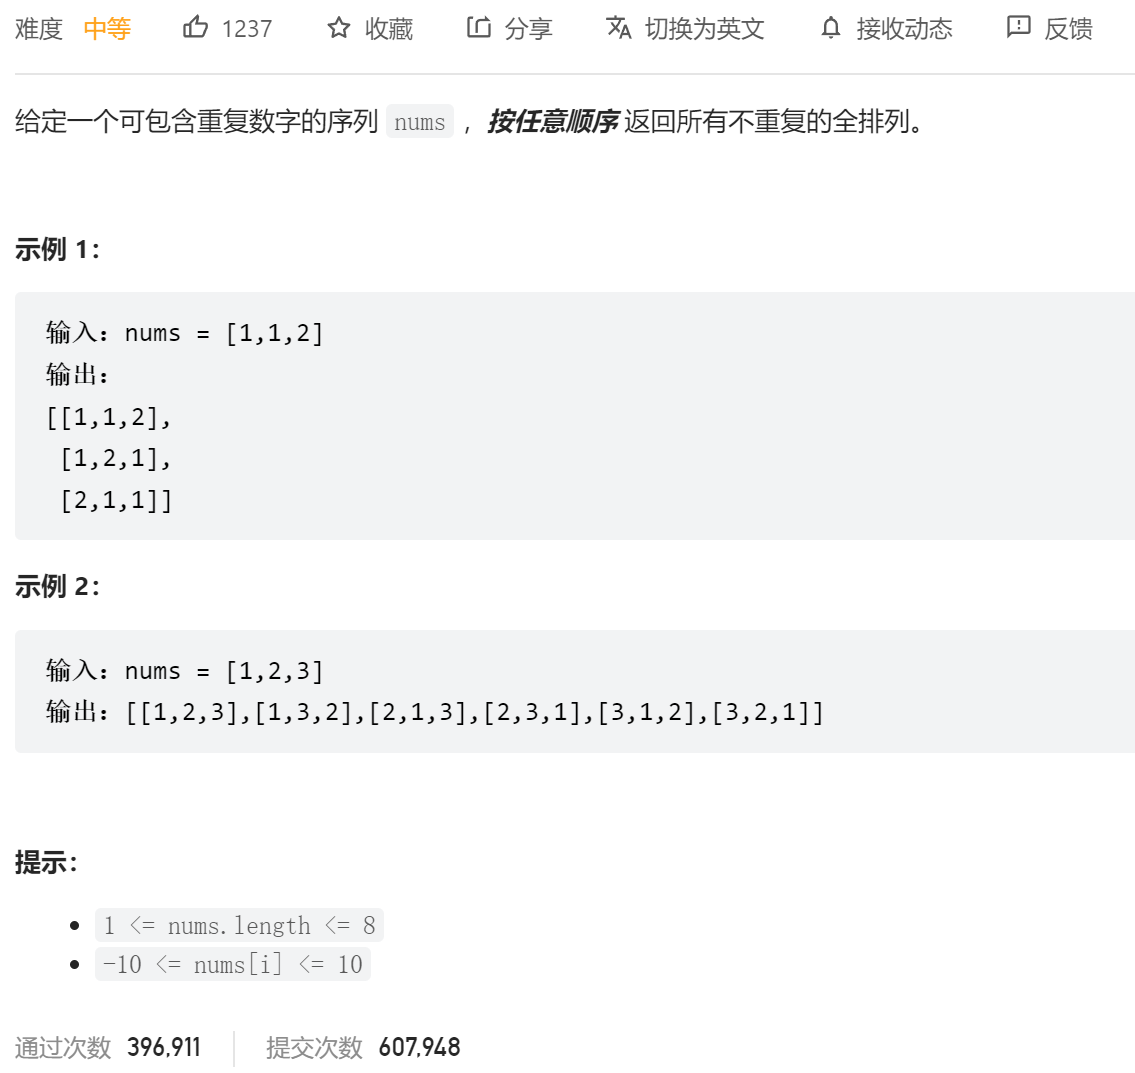 难度 中等 1237 收藏 分享 切换为英文 接收动态 反馈
给定一个可包含重复数字的序列 nums ，按任意顺序 返回所有不重复的全排列。
示例 1：
输入：nums = [1,1,2]
输出：
[[1,1,2],
[1,2,1],
[2,1,1]]
示例 2：
输入：nums = [1,2,3]
输出：[[1,2,3],[1,3,2],[2,1,3],[2,3,1],[3,1,2],[3,2,1]]
提示：
1 <= nums.length <= 8
-10 <= nums[i] <= 10
通过次数 396,911 提交次数 607,948